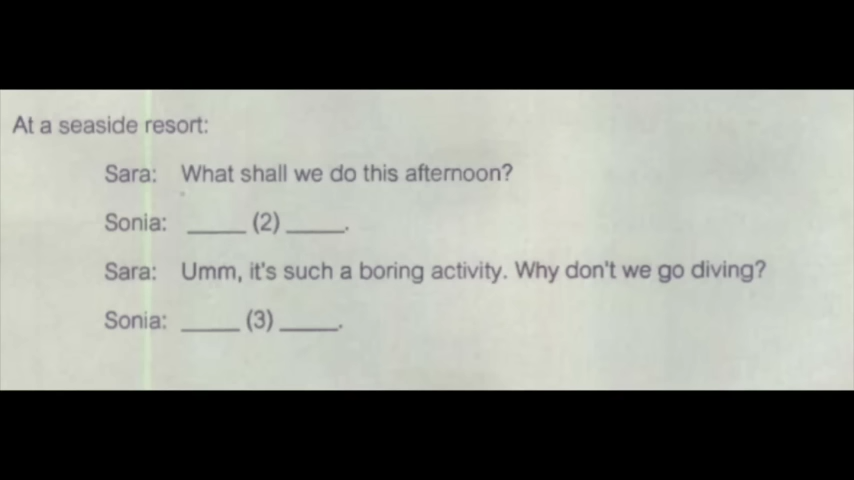 At a seaside resort:
Sara: What shall we do this afternoon?
Sonia: _____ (2) _____.
Sara: Umm, it's such a boring activity. Why don't we go diving?
Sonia: _____ (3) _____.